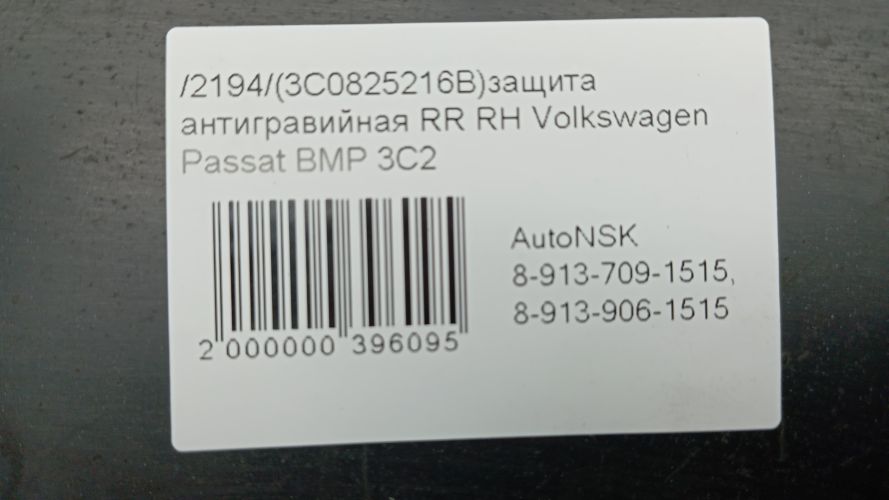 /2194/(3C0825216B)защита
антигравийная RR RH Volkswagen
Passat BMP 3C2
AutoNSK
8-913-709-1515,
8-913-906-1515
2 000000 396095